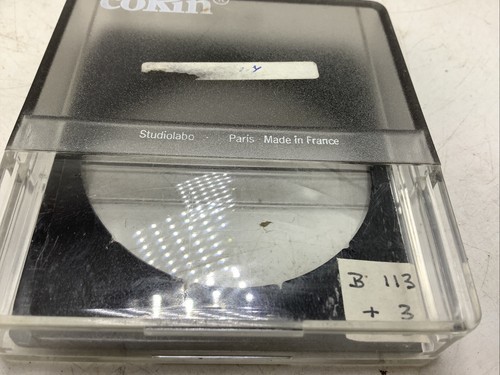 cokin®
Studiolabo · Paris Made in France
B 113
+ 3